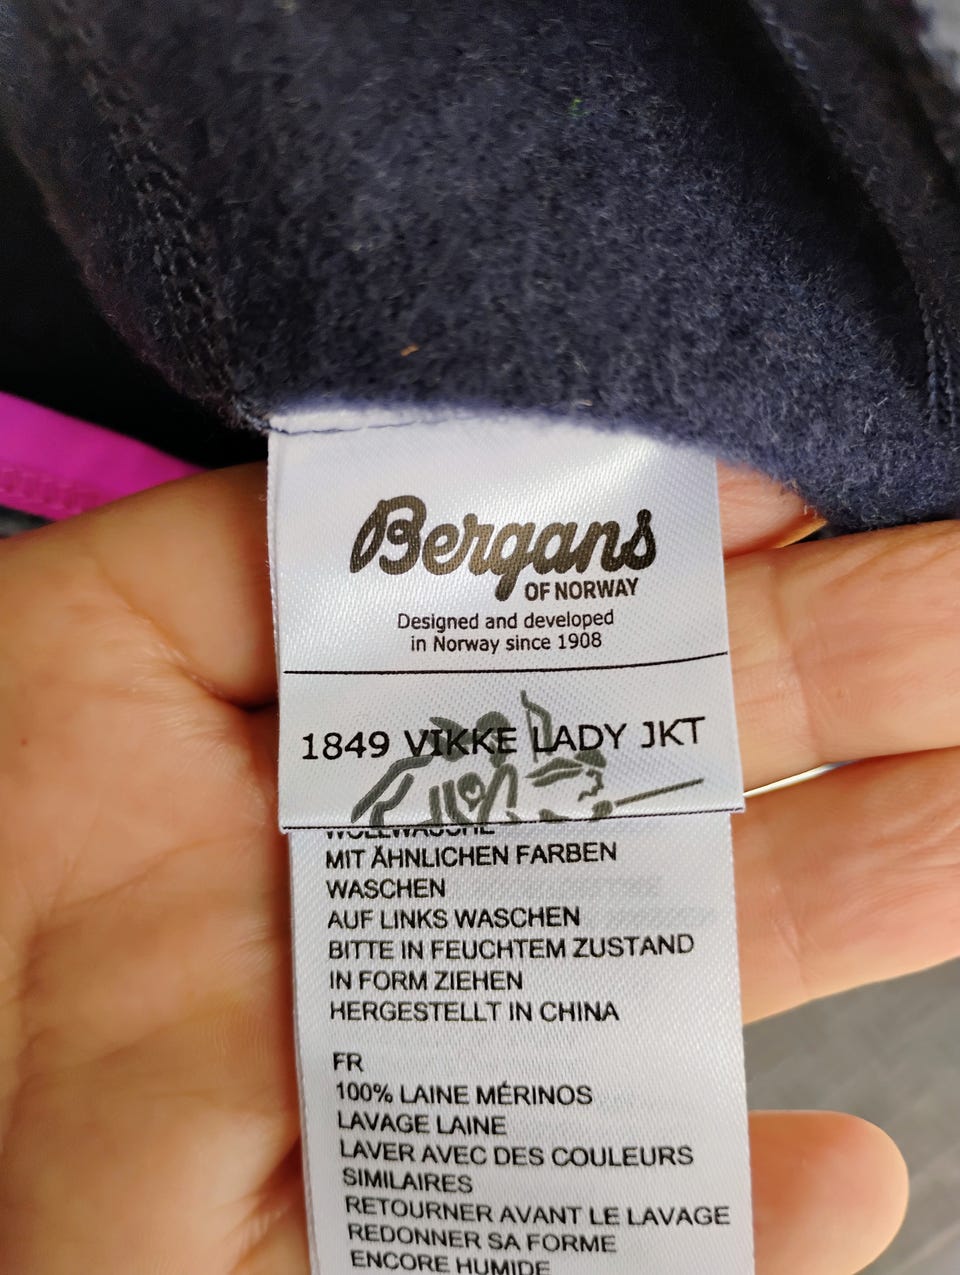 Bergans
OF NORWAY
Designed and developed
in Norway since 1908
1849 VIKKE LADY JKT
WOLLWÄSCHE
MIT ÄHNLICHEN FARBEN
WASCHEN
AUF LINKS WASCHEN
BITTE IN FEUCHTEM ZUSTAND
IN FORM ZIEHEN
HERGESTELLT IN CHINA
FR
100% LAINE MÉRINOS
LAVAGE LAINE
LAVER AVEC DES COULEURS
SIMILAIRES
RETOURNER AVANT LE LAVAGE
REDONNER SA FORME
ENCORE HUMIDE